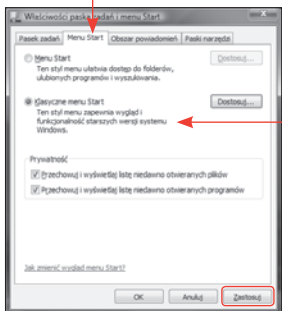 Właściwości paska zadań i menu Start
Pasek zadań Menu Start Obszar powiadomień Paski narzędzi
Menu Start Dostosuj...
Ten styl menu ułatwia dostęp do folderów,
ulubionych programów i wyszukiwania.
Klasyczne menu Start Dostosuj...
Ten styl menu zapewnia wygląd i
funkcjonalność starszych wersji systemu
Windows.
Prywatność
Przechowuj i wyświetlaj listę niedawno otwieranych plików
Przechowuj i wyświetlaj listę niedawno otwieranych programów
Jak zmienić wygląd menu Start?
OK Anuluj Zastosuj